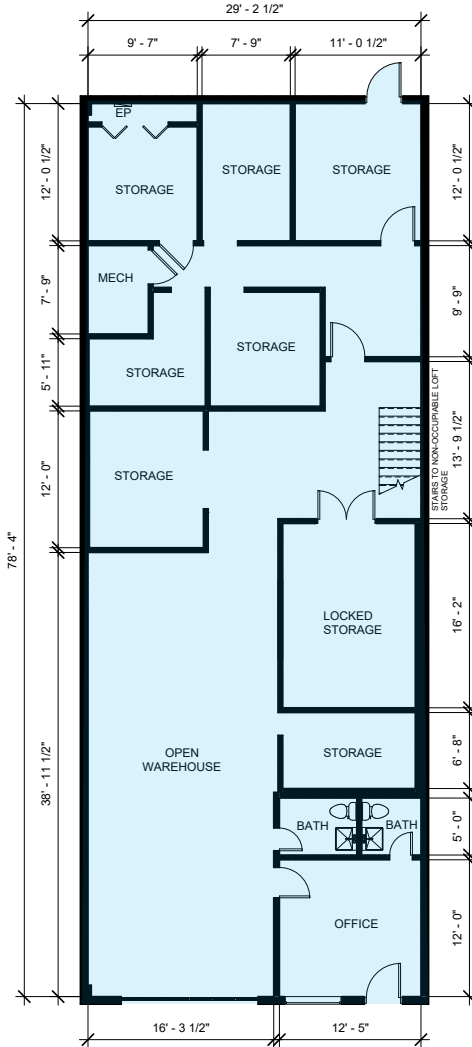 29' - 2 1/2"
9' - 7"
7' - 9"
11' - 0 1/2"
EP
12' - 0 1/2"
STORAGE
STORAGE
STORAGE
12' - 0 1/2"
7' - 9"
MECH
9' - 9"
STORAGE
5' - 11"
STORAGE
STAIRS TO NON-OCCUPIABLE LOFT
STORAGE
13' - 9 1/2"
12' - 0"
STORAGE
78' - 4"
LOCKED
STORAGE
16' - 2"
38' - 11 1/2"
OPEN
WAREHOUSE
STORAGE
6' - 8"
BATH
BATH
5' - 0"
OFFICE
12' - 0"
16' - 3 1/2"
12' - 5"